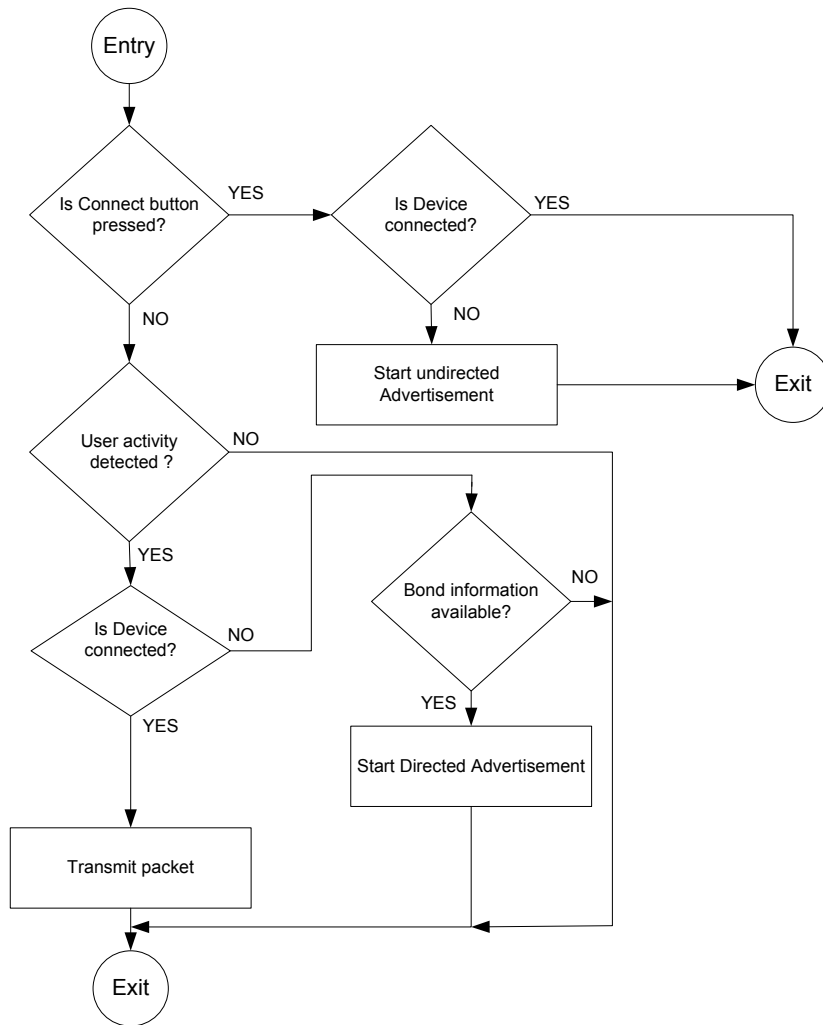 Entry
Is Connect button
pressed?
YES
Is Device
connected?
YES
NO
NO
Start undirected
Advertisement
Exit
User activity
detected ?
NO
YES
Bond information
available?
NO
Is Device
connected?
NO
YES
YES
Start Directed Advertisement
Transmit packet
Exit